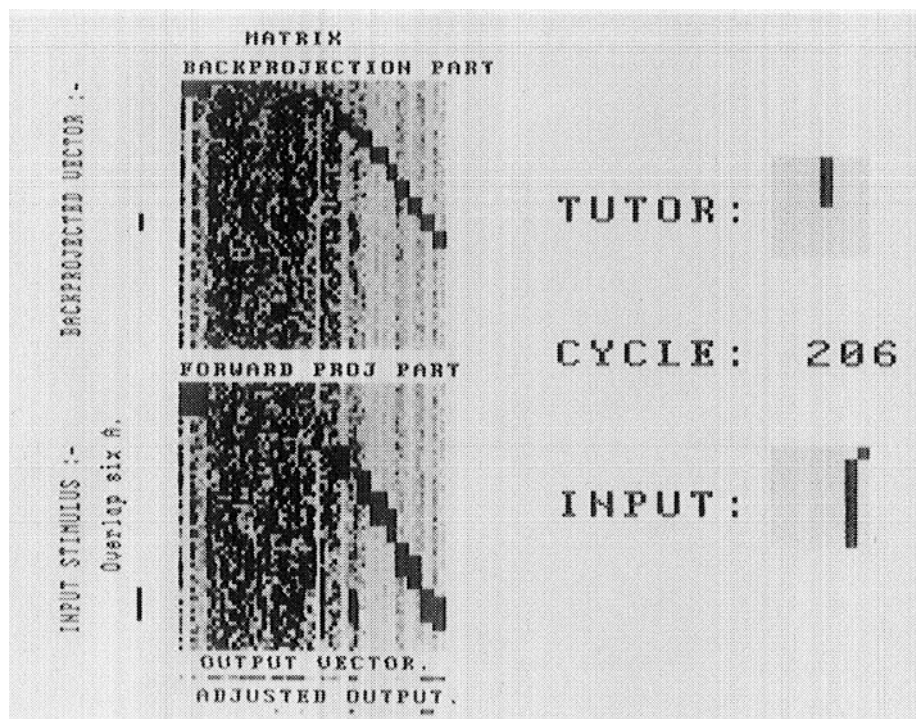 MATRIX
BACKPROJECTION PART
BACKPROJECTED VECTOR :-
FORWARD PROJ PART
INPUT STIMULUS :-
Overlap six A.
OUTPUT VECTOR.
ADJUSTED OUTPUT.
TUTOR:
CYCLE: 206
INPUT: